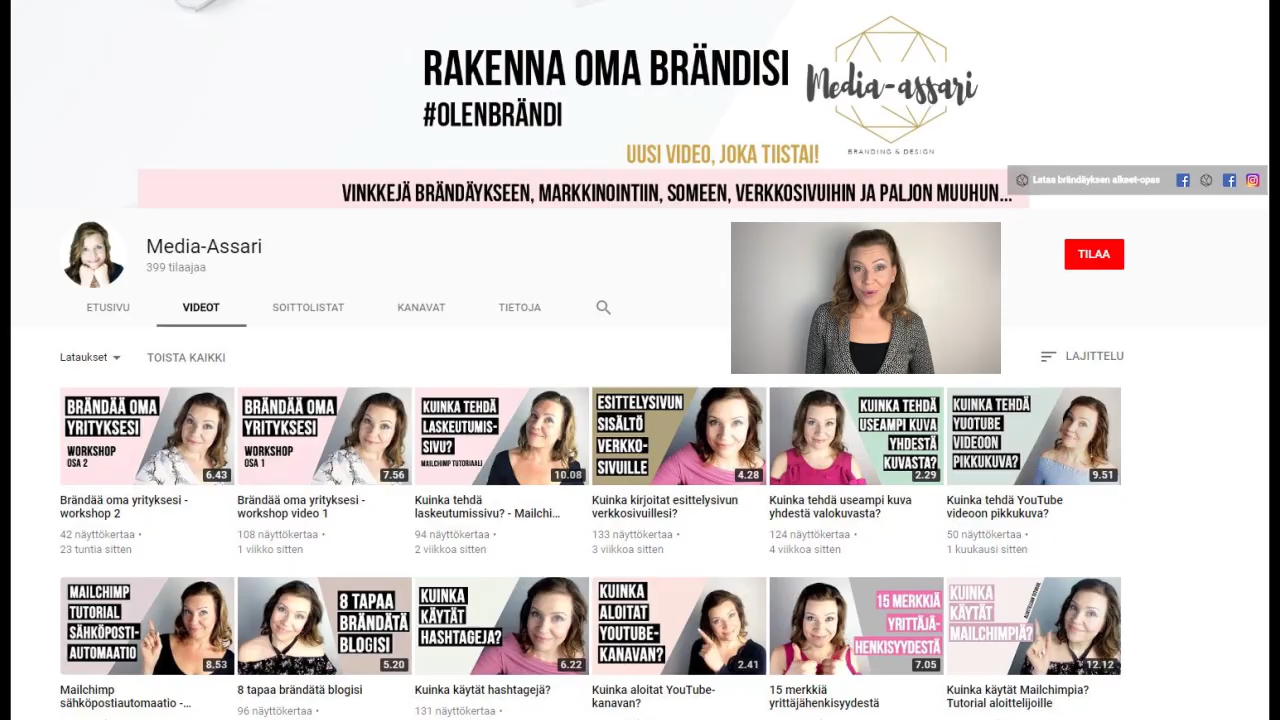 RAKENNA OMA BRÄNDISI
#OLENBRÄNDI
Media-assari
BRANDING & DESIGN
UUSI VIDEO, JOKA TIISTAI!
VINKKEJÄ BRÄNDÄYKSEEN, MARKKINOINTIIN, SOMEEN, VERKKOSIVUIHIN JA PALJON MUUHUN...
Lataa brändäyksen alkeet-opas
Media-Assari
399 tilaajaa
TILAA
ETUSIVU VIDEOT SOITTOLISTAT KANAVAT TIETOJA
Lataukset TOISTA KAIKKI LAJITTELU
BRÄNDÄÄ OMA
YRITYKSESI
WORKSHOP
OSA 2
6.43
Brändää oma yrityksesi -
workshop 2
42 näyttökertaa •
23 tuntia sitten
BRÄNDÄÄ OMA
YRITYKSESI
WORKSHOP
OSA 1
7.56
Brändää oma yrityksesi -
workshop video 1
108 näyttökertaa •
1 viikko sitten
KUINKA TEHDÄ
LASKEUTUMIS-
SIVU?
MAILCHIMP TUTORIAALI
10.08
Kuinka tehdä
laskeutumissivu? - Mailchi...
94 näyttökertaa •
2 viikkoa sitten
ESITTELYSIVUN
SISÄLTÖ
VERKKO-
SIVUILLE
4.28
Kuinka kirjoitat esittelysivun
verkkosivuillesi?
133 näyttökertaa •
3 viikkoa sitten
KUINKA TEHDÄ
USEAMPI KUVA
YHDESTÄ
KUVASTA?
2.29
Kuinka tehdä useampi kuva
yhdestä valokuvasta?
124 näyttökertaa •
4 viikkoa sitten
KUINKA TEHDÄ
YUOTUBE
VIDEOON
PIKKUKUVA?
9.51
Kuinka tehdä YouTube
videoon pikkukuva?
50 näyttökertaa •
1 kuukausi sitten
MAILCHIMP
TUTORIAL
SÄHKÖPOSTI-
AUTOMAATIO
8.53
Mailchimp
sähköpostiautomaatio -...
8 TAPAA
BRÄNDÄTÄ
BLOGISI
5.20
8 tapaa brändätä blogisi
96 näyttökertaa •
KUINKA
KÄYTÄT
HASHTAGEJA?
6.22
Kuinka käytät hashtageja?
131 näyttökertaa •
KUINKA
ALOITAT
YOUTUBE-
KANAVAN?
2.41
Kuinka aloitat YouTube-
kanavan?
15 MERKKIÄ
YRITTÄJÄ-
HENKISYYDESTÄ
7.05
15 merkkiä
yrittäjähenkisyydestä
KUINKA
KÄYTÄT
MAILCHIMPIÄ?
12.12
Kuinka käytät Mailchimpia?
Tutorial aloittelijoille